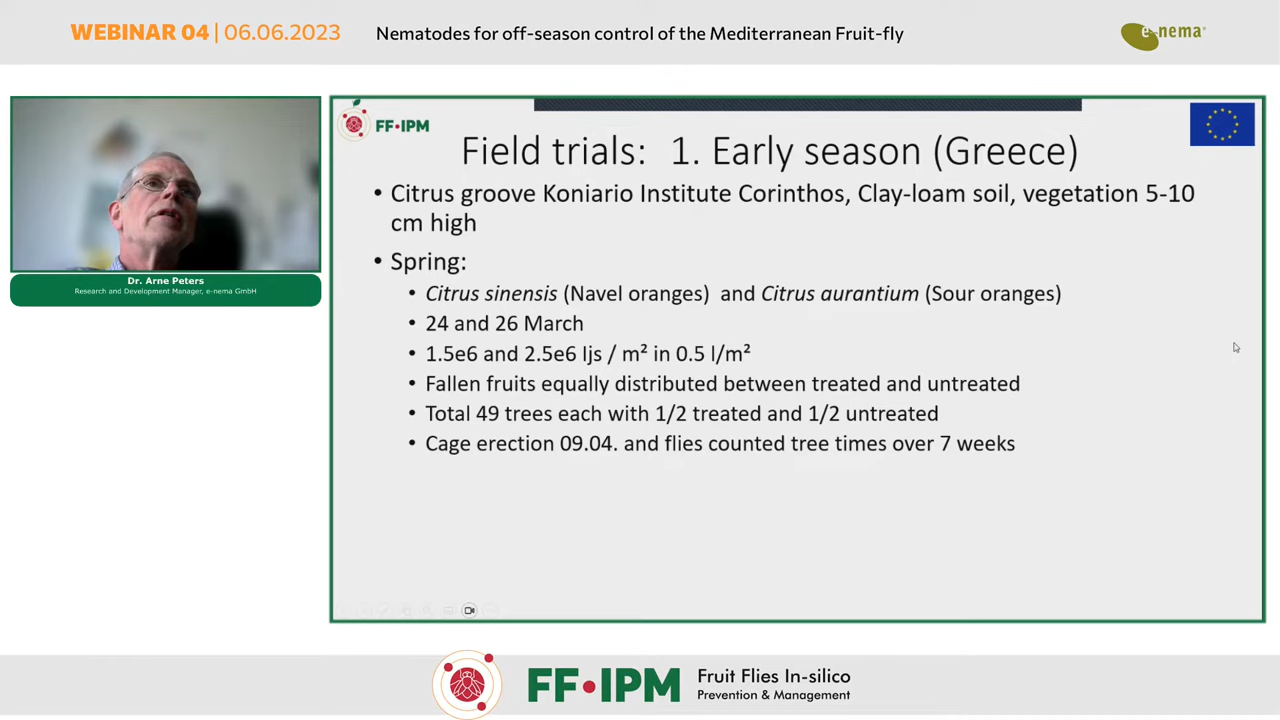 WEBINAR 04 | 06.06.2023
Nematodes for off-season control of the Mediterranean Fruit-fly
e-nema
FF·IPM
Field trials: 1. Early season (Greece)
• Citrus groove Koniario Institute Corinthos, Clay-loam soil, vegetation 5-10
cm high
• Spring:
• Citrus sinensis (Navel oranges) and Citrus aurantium (Sour oranges)
• 24 and 26 March
• 1.5e6 and 2.5e6 Ijs / m² in 0.5 l/m²
• Fallen fruits equally distributed between treated and untreated
• Total 49 trees each with 1/2 treated and 1/2 untreated
• Cage erection 09.04. and flies counted tree times over 7 weeks
Dr. Arne Peters
Research and Development Manager, e-nema GmbH
FF·IPM
Fruit Flies In-silico
Prevention & Management